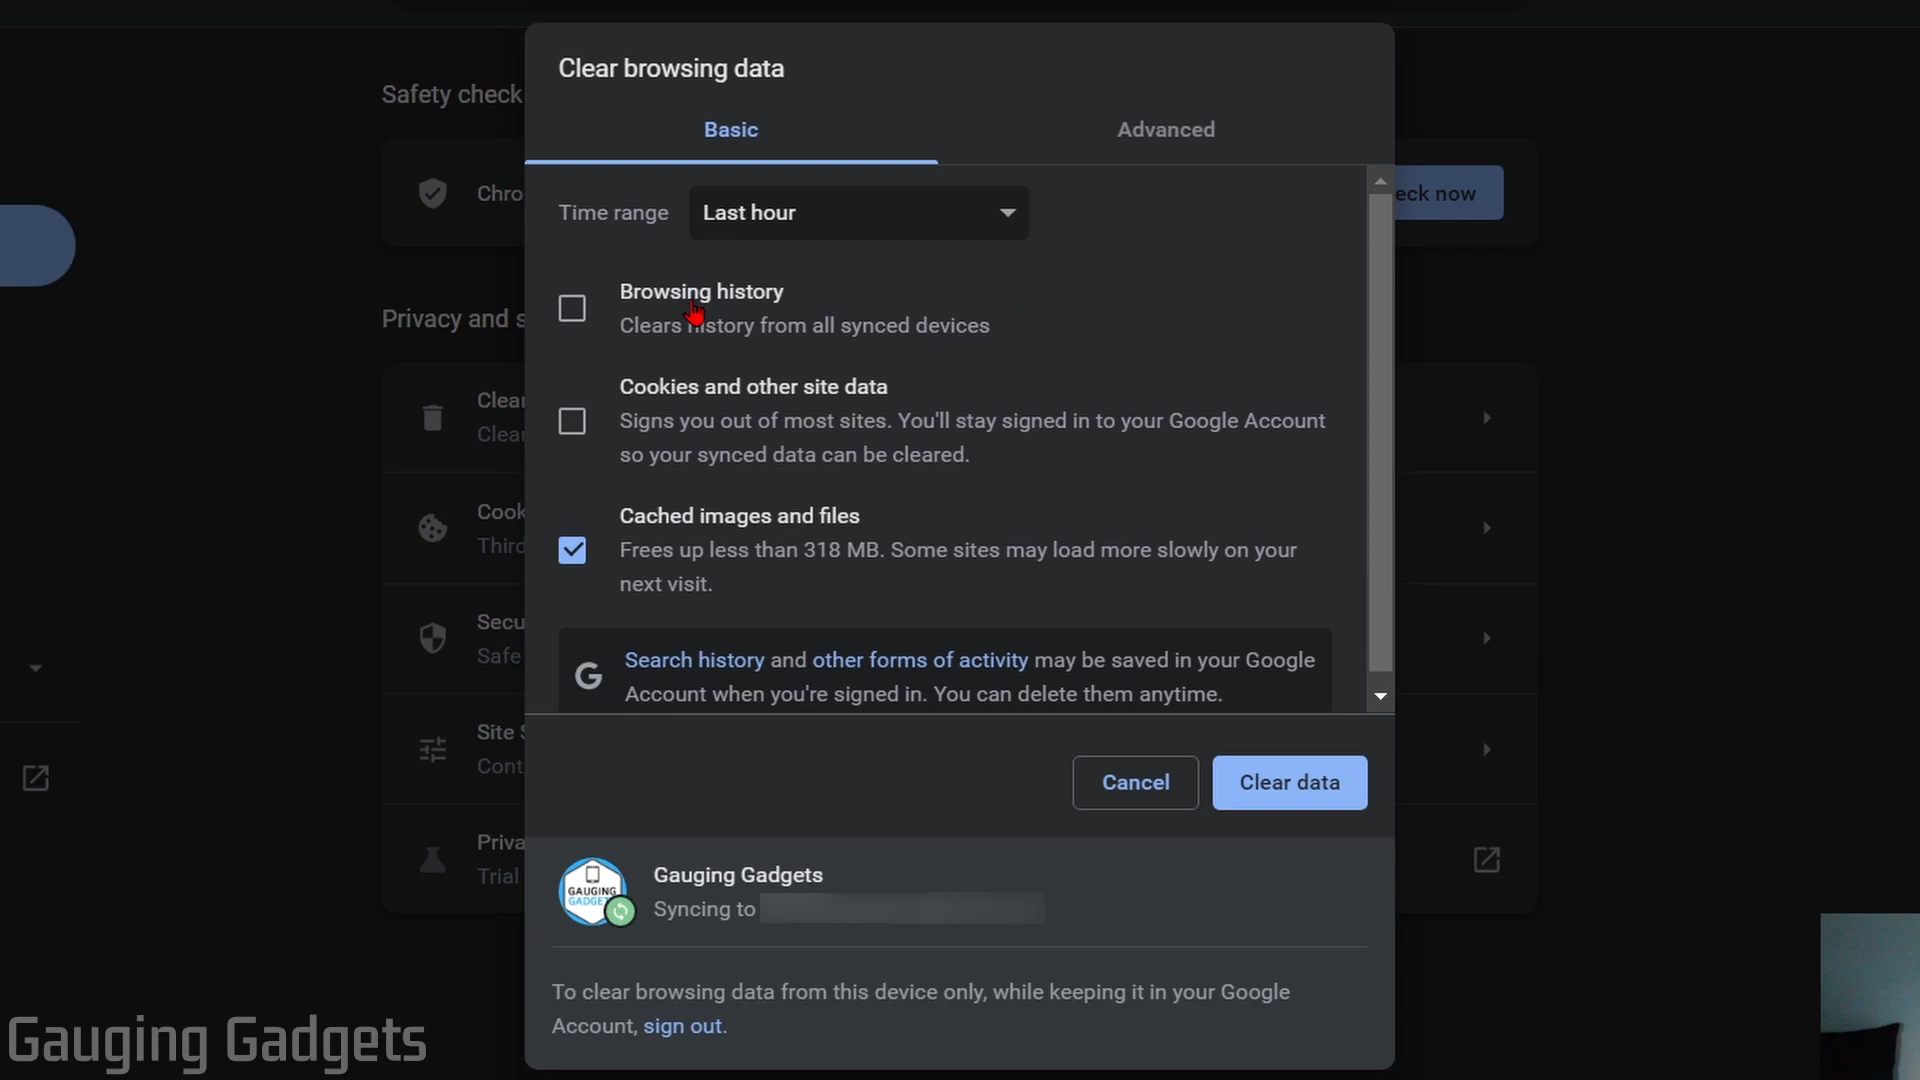 Clear browsing data
Basic
Advanced
Safety check
Chro
eck now
Time range
Last hour
Browsing history
Clears history from all synced devices
Privacy and s
Cookies and other site data
Signs you out of most sites. You'll stay signed in to your Google Account
so your synced data can be cleared.
Clear
Clear
Cached images and files
Frees up less than 318 MB. Some sites may load more slowly on your
next visit.
Cook
Third
Secu
Safe
Search history and other forms of activity may be saved in your Google
Account when you're signed in. You can delete them anytime.
Site S
Cont
Cancel
Clear data
Priva
Trial
GAUGING
GADGET
Gauging Gadgets
Syncing to
To clear browsing data from this device only, while keeping it in your Google
Account, sign out.
Gauging Gadgets